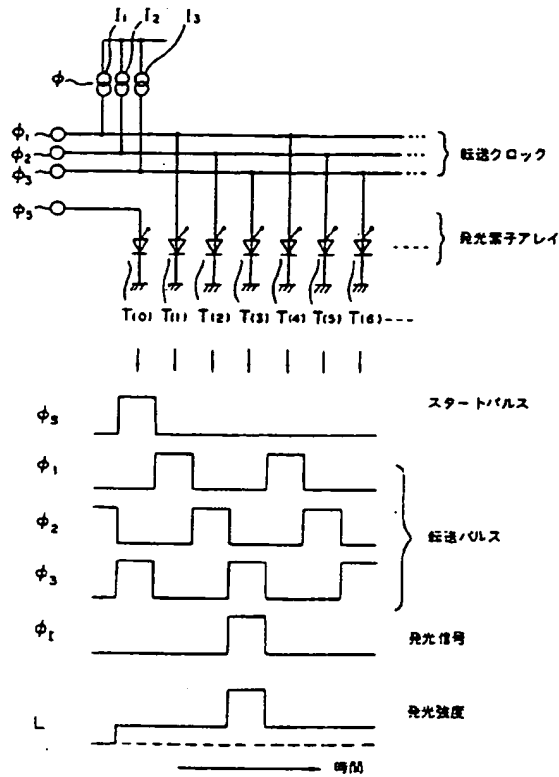 I₁ I₂ I₃
φ
φ₁
φ₂
φ₃
転送クロック
φs
発光素子アレイ
T(0) T(1) T(2) T(3) T(4) T(5) T(6)
φs
スタートパルス
φ₁
φ₂
転送パルス
φ₃
φI
発光信号
L
発光強度
時間